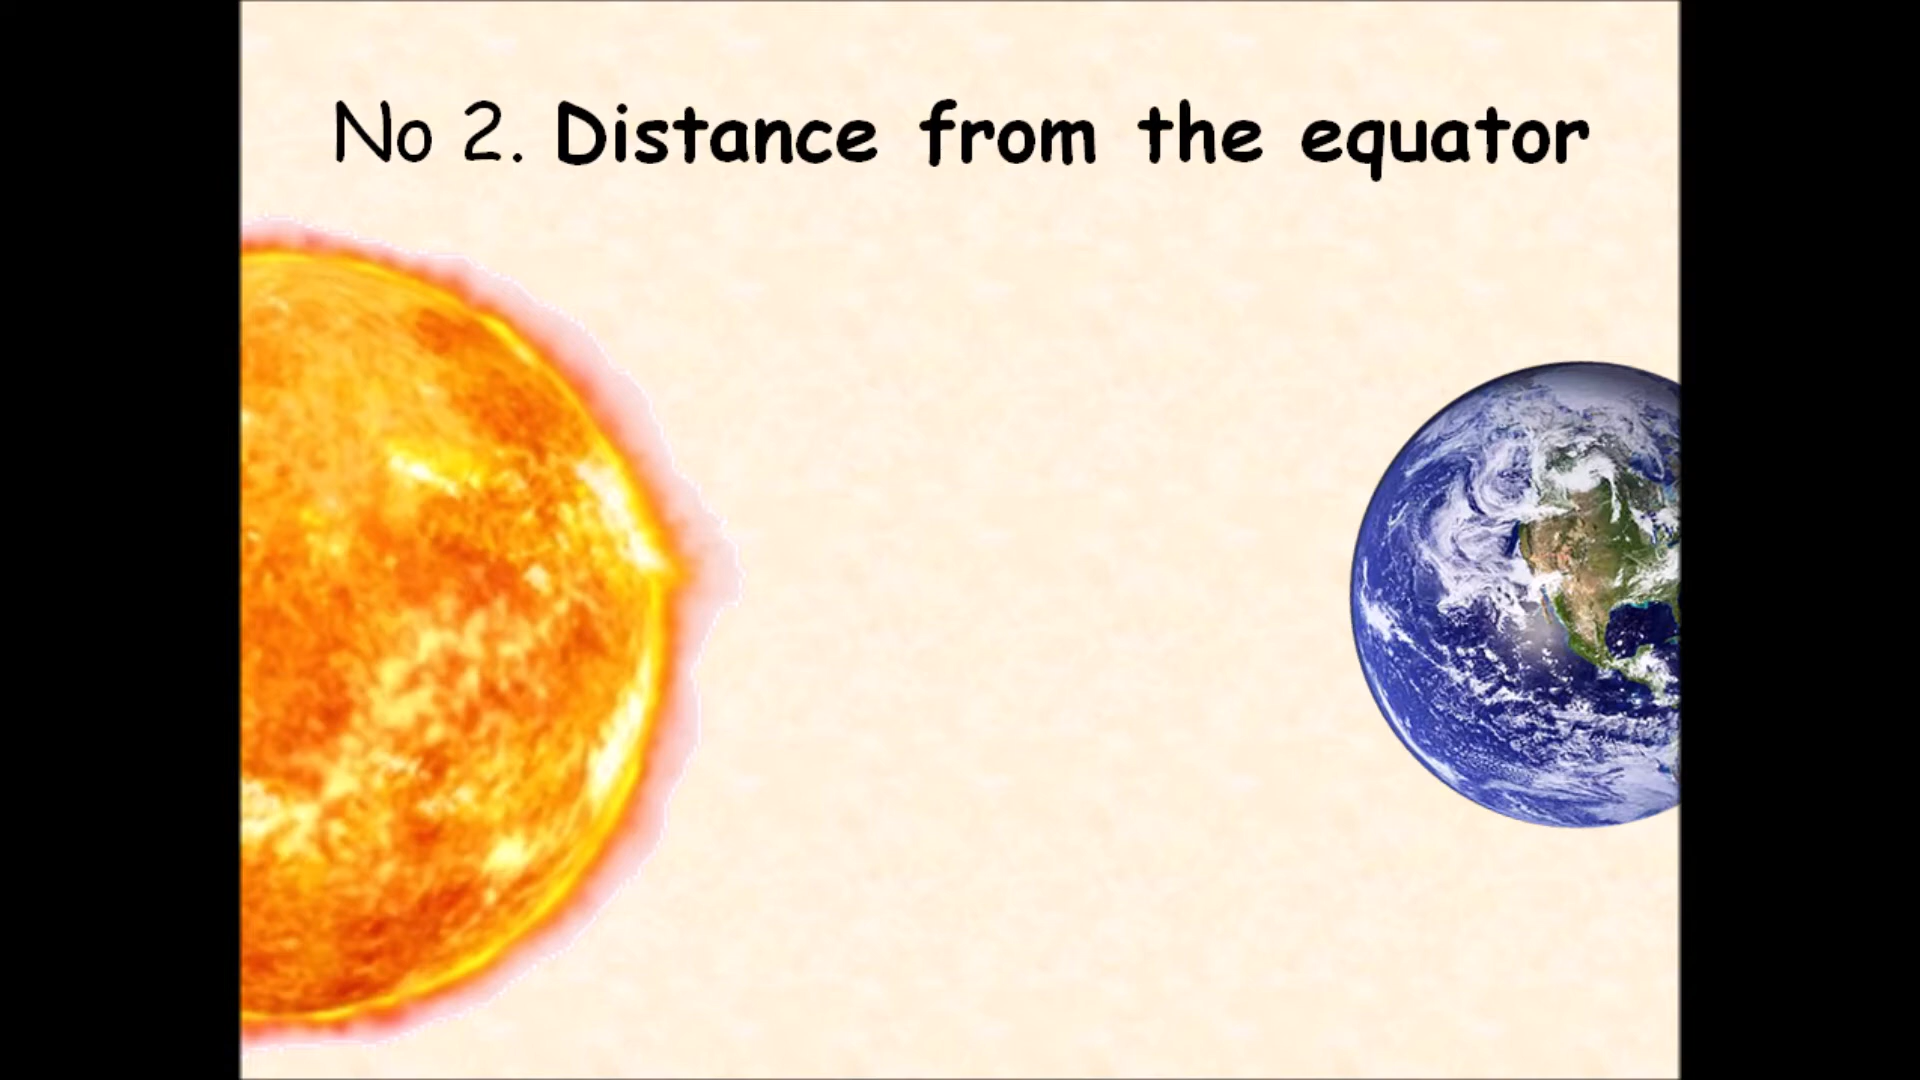 No 2. Distance from the equator